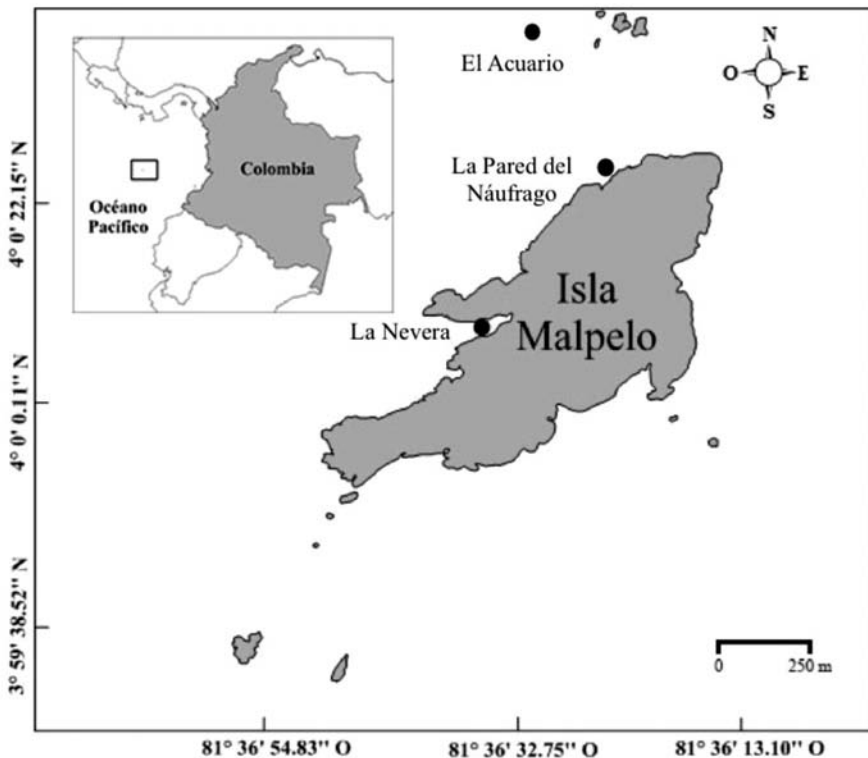 El Acuario
N
O
E
S
La Pared del
Náufrago
Colombia
Océano
Pacífico
Isla
Malpelo
La Nevera
4° 0' 22.15'' N
4° 0' 0.11'' N
3° 59' 38.52'' N
0
250 m
81° 36' 54.83'' O
81° 36' 32.75'' O
81° 36' 13.10'' O